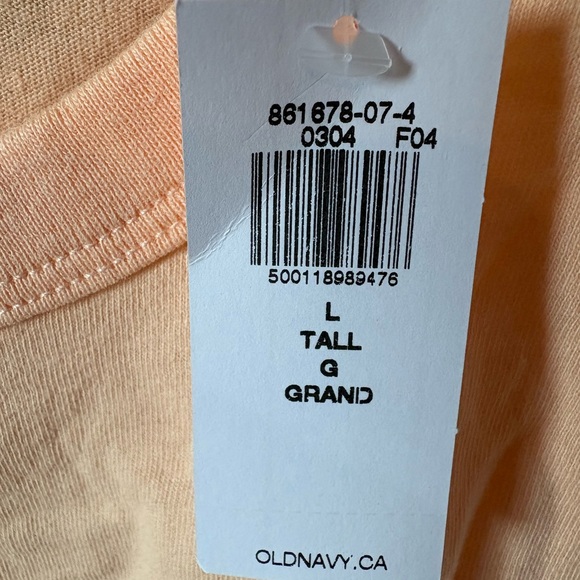 861678-07-4
0304 F04
500118989476
L
TALL
G
GRAND
OLDNAVY.CA